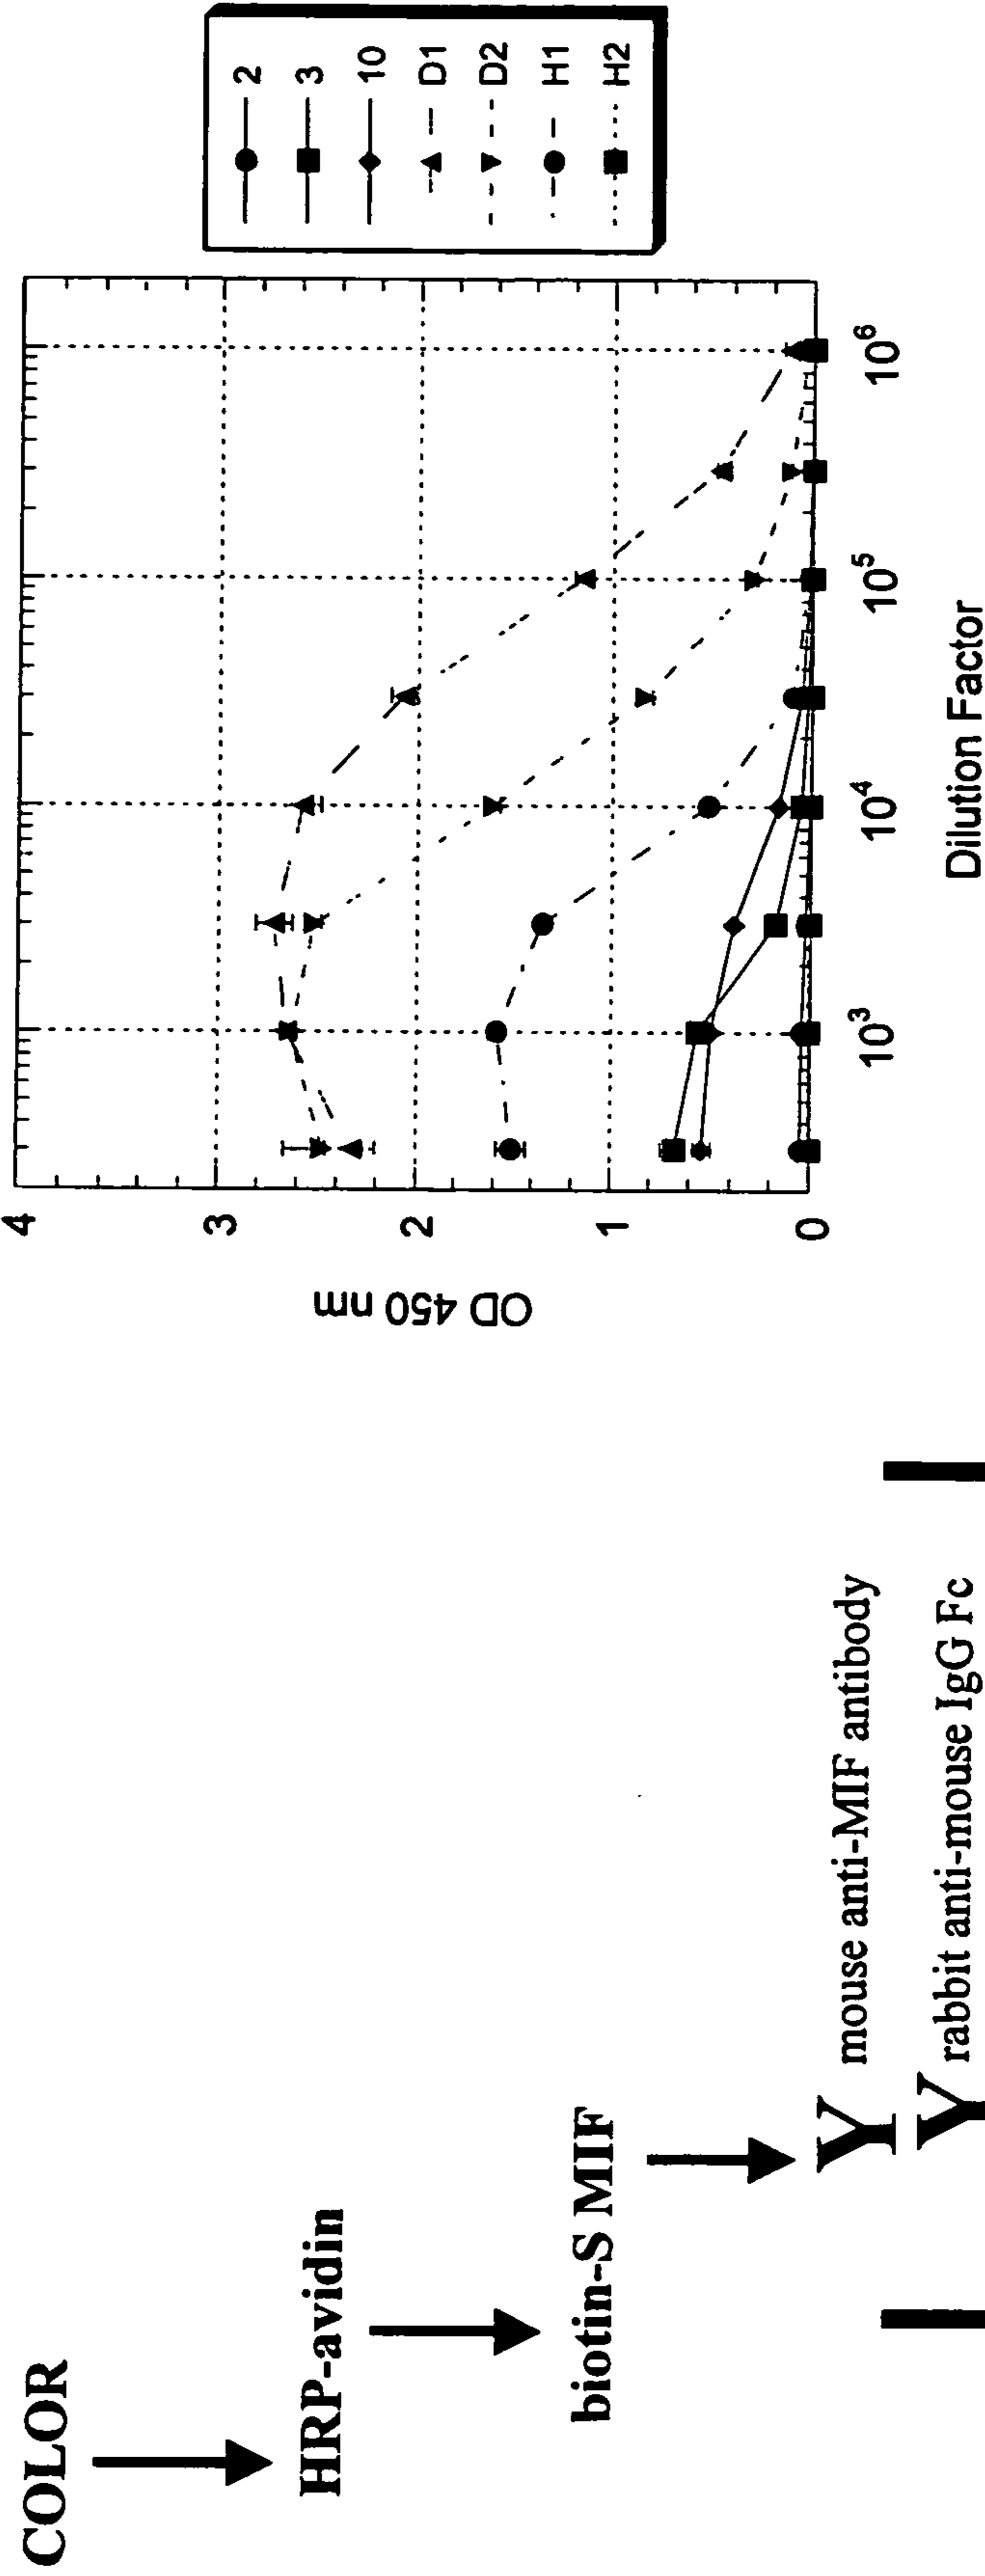 COLOR
HRP-avidin
biotin-S MIF
Y mouse anti-MIF antibody
Y rabbit anti-mouse IgG Fc
OD 450 nm
4
3
2
1
0
10³
10⁴
10⁵
10⁶
Dilution Factor
2
3
10
D1
D2
H1
H2